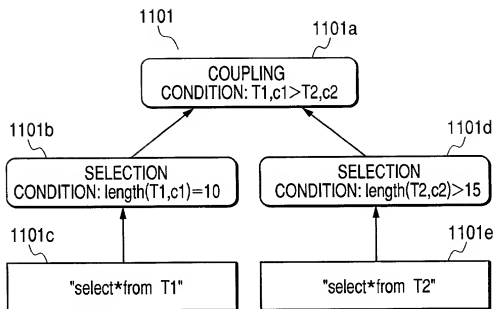 1101
1101a
COUPLING
CONDITION: T1,c1>T2,c2
1101b
SELECTION
CONDITION: length(T1,c1)=10
1101d
SELECTION
CONDITION: length(T2,c2)>15
1101c
"select*from T1"
1101e
"select*from T2"